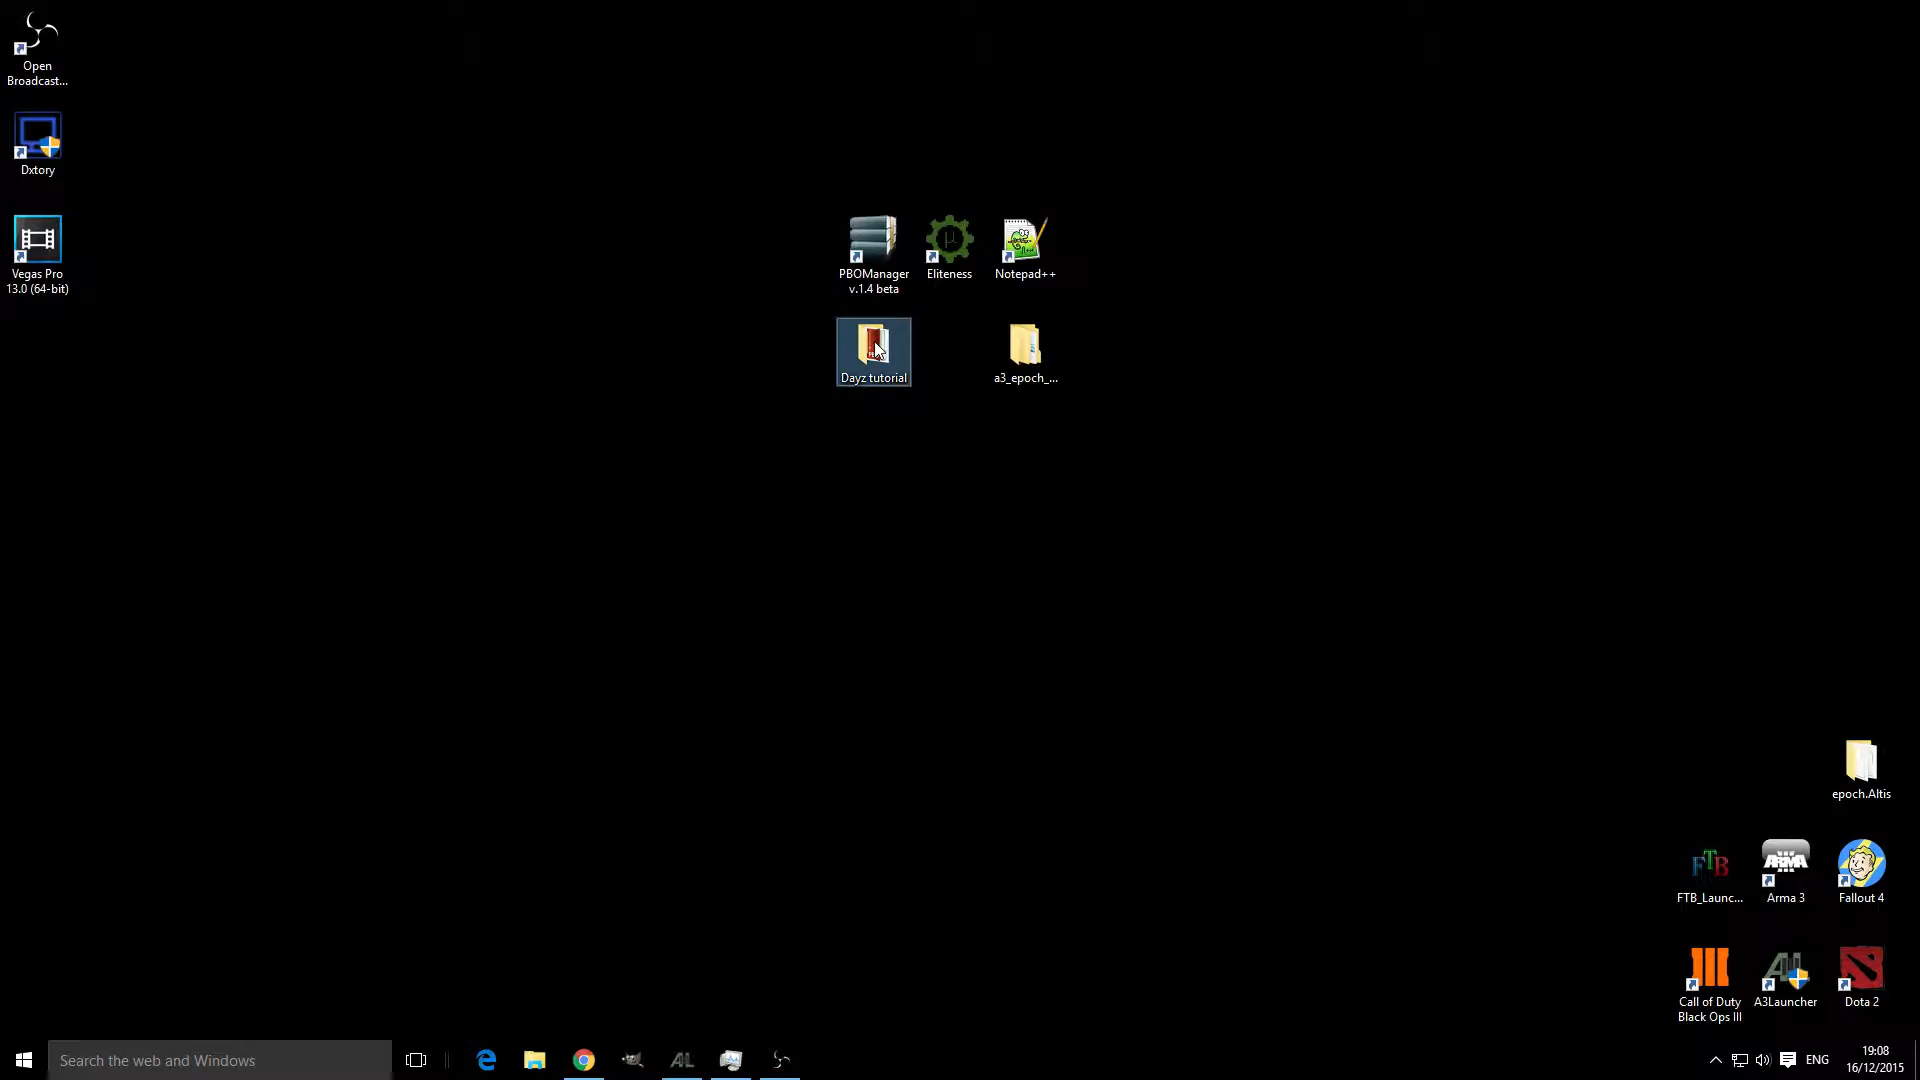 Open
Broadcast...
Dxtory
Vegas Pro
13.0 (64-bit)
PBOManager
v.1.4 beta
Eliteness
Notepad++
Dayz tutorial
a3_epoch_...
epoch.Altis
FTB
FTB_Launc...
ARMA
Arma 3
Fallout 4
Call of Duty
Black Ops III
A3Launcher
Dota 2
Search the web and Windows
ENG
19:08
16/12/2015